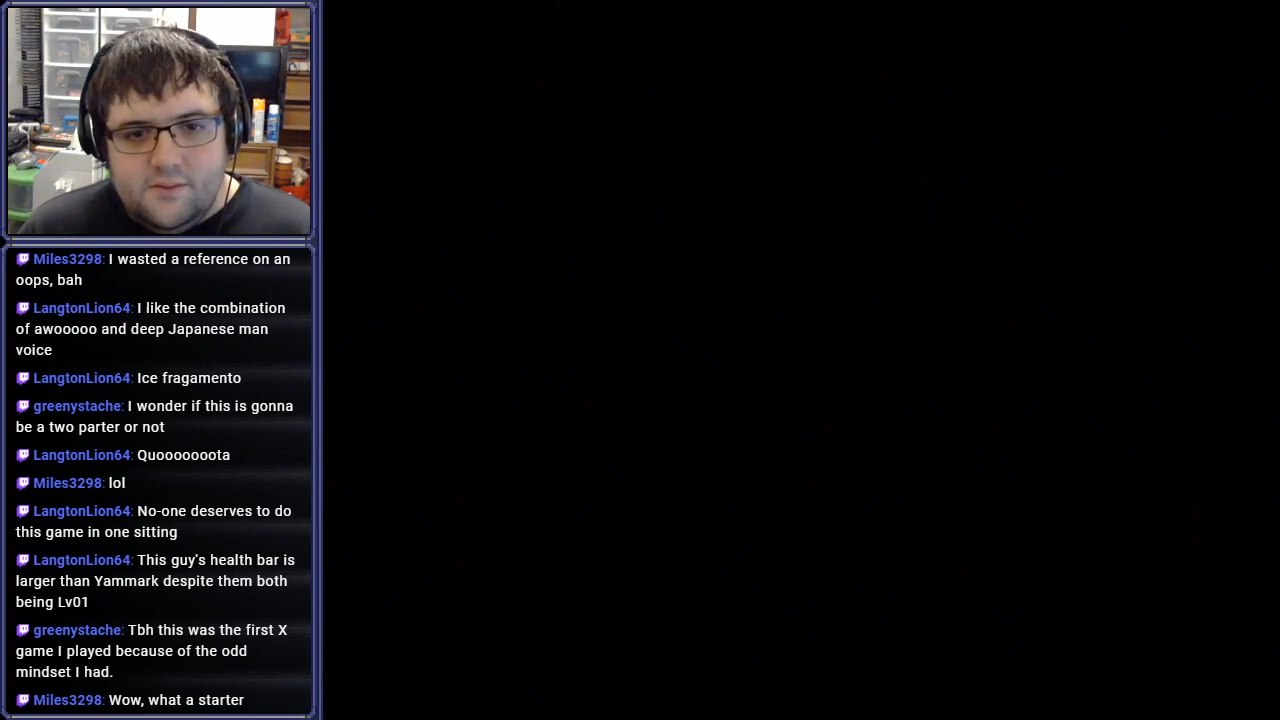 Miles3298: I wasted a reference on an
oops, bah
LangtonLion64: I like the combination
of awooooo and deep Japanese man
voice
LangtonLion64: Ice fragamento
greenystache: I wonder if this is gonna
be a two parter or not
LangtonLion64: Quooooooota
Miles3298: lol
LangtonLion64: No-one deserves to do
this game in one sitting
LangtonLion64: This guy's health bar is
larger than Yammark despite them both
being Lv01
greenystache: Tbh this was the first X
game I played because of the odd
mindset I had.
Miles3298: Wow, what a starter